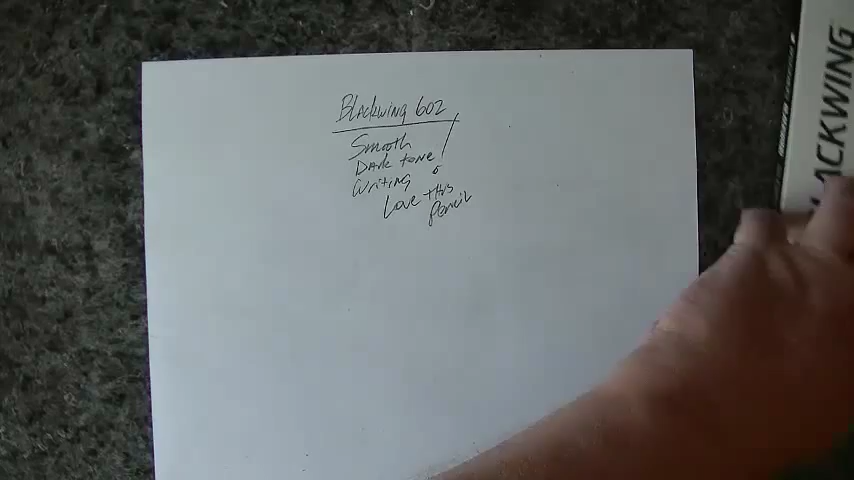 Blackwing 602
Smooth
Dark tone!
Writing
Love this
Pencil
BLACKWING